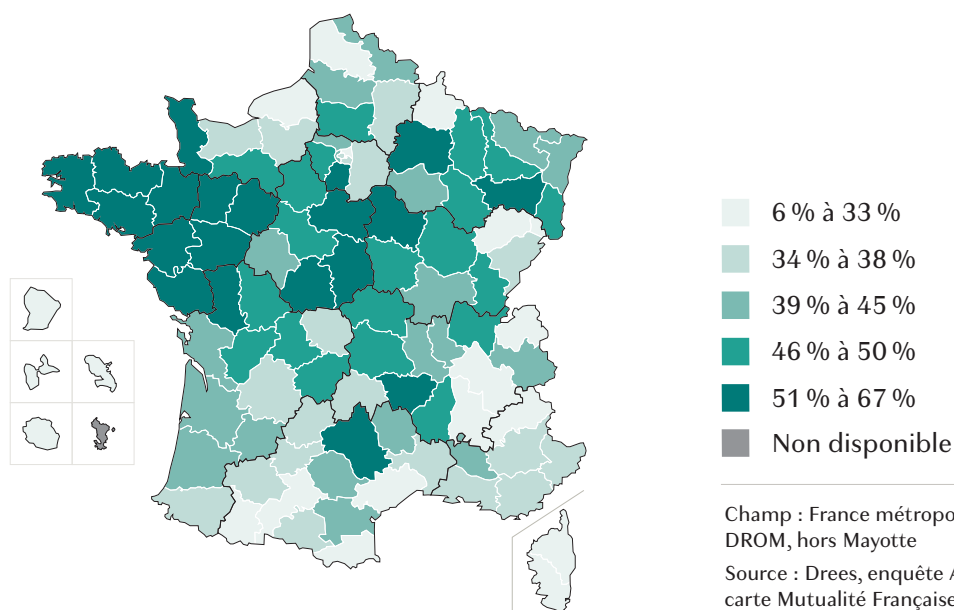 6 % à 33 %
34 % à 38 %
39 % à 45 %
46 % à 50 %
51 % à 67 %
Non disponible
Champ : France métropo
DROM, hors Mayotte
Source : Drees, enquête A
carte Mutualité Française